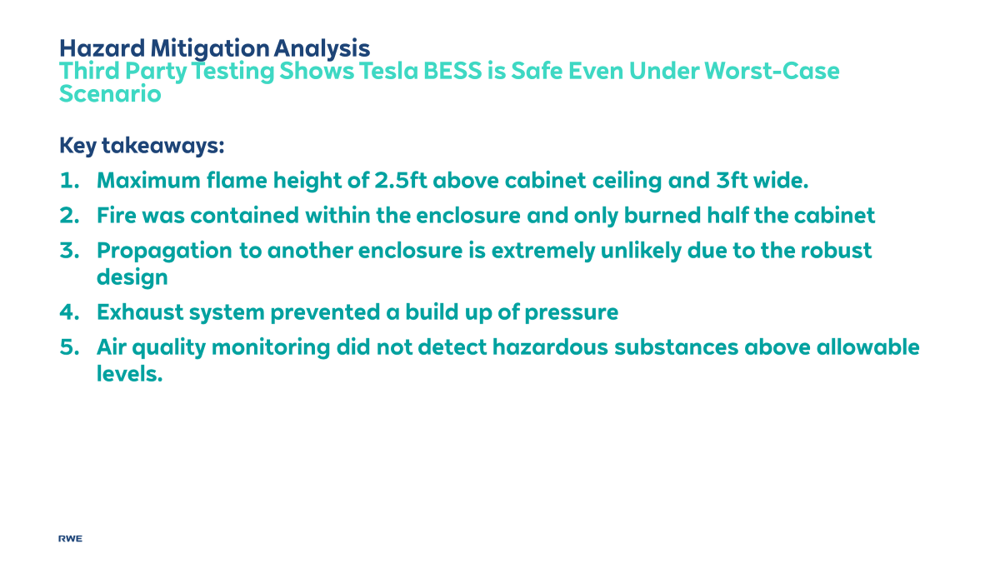 Hazard Mitigation Analysis
Third Party Testing Shows Tesla BESS is Safe Even Under Worst-Case
Scenario
Key takeaways:
1. Maximum flame height of 2.5ft above cabinet ceiling and 3ft wide.
2. Fire was contained within the enclosure and only burned half the cabinet
3. Propagation to another enclosure is extremely unlikely due to the robust
design
4. Exhaust system prevented a build up of pressure
5. Air quality monitoring did not detect hazardous substances above allowable
levels.
RWE